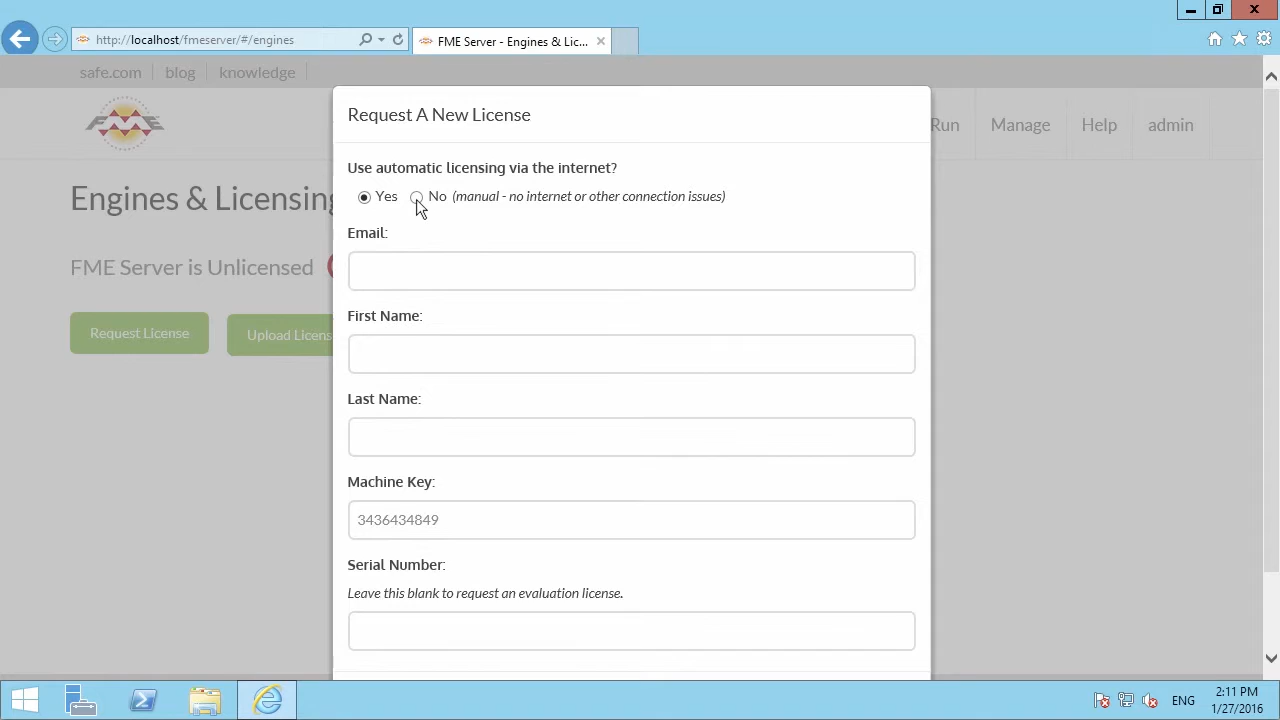 http://localhost/fmeserver/#/engines
FME Server - Engines & Lic...
safe.com
blog
knowledge
FME
Run
Manage
Help
admin
Engines & Licensing
FME Server is Unlicensed
Request License
Upload Licens
Request A New License
Use automatic licensing via the internet?
Yes No (manual - no internet or other connection issues)
Email:
First Name:
Last Name:
Machine Key:
3436434849
Serial Number:
Leave this blank to request an evaluation license.
ENG
2:11 PM
1/27/2016